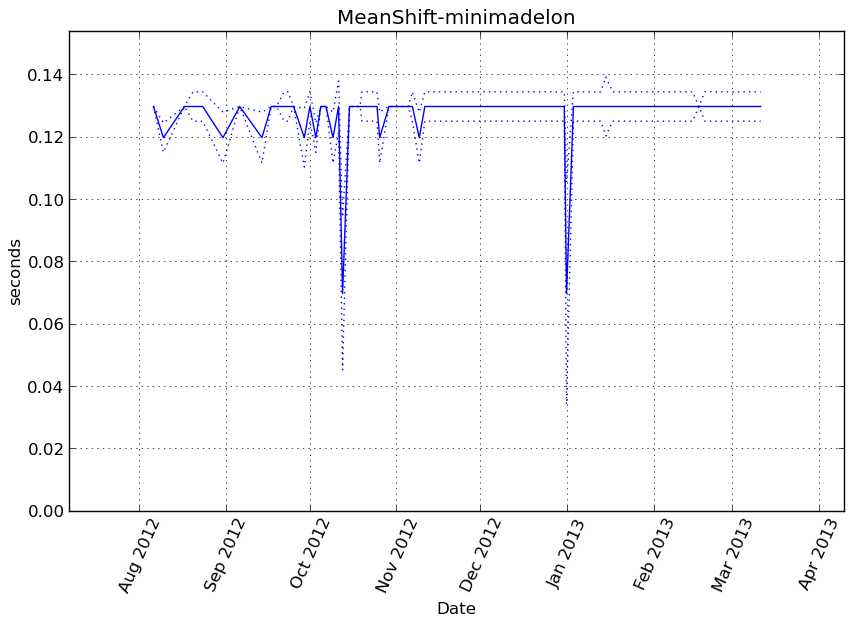 MeanShift-minimadelon
0.14
0.12
0.10
0.08
0.06
0.04
0.02
0.00
seconds
Aug 2012
Sep 2012
Oct 2012
Nov 2012
Dec 2012
Jan 2013
Feb 2013
Mar 2013
Apr 2013
Date